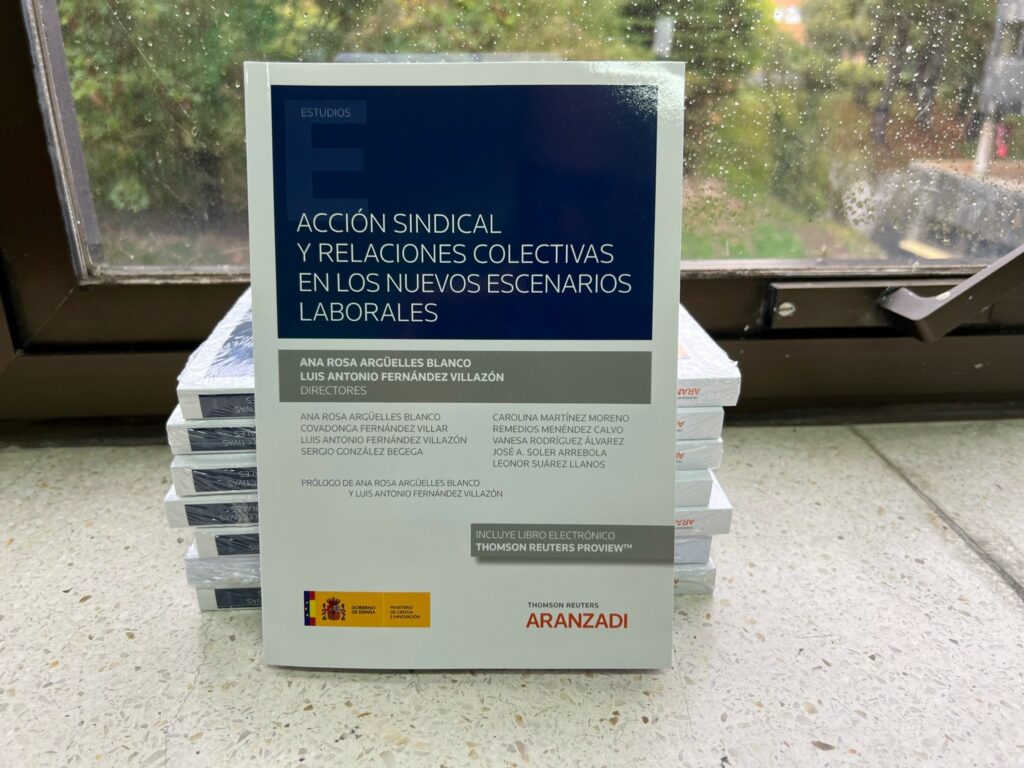 ESTUDIOS
E
ACCIÓN SINDICAL
Y RELACIONES COLECTIVAS
EN LOS NUEVOS ESCENARIOS
LABORALES
ANA ROSA ARGÜELLES BLANCO
LUIS ANTONIO FERNÁNDEZ VILLAZÓN
DIRECTORES
ANA ROSA ARGÜELLES BLANCO
COVADONGA FERNÁNDEZ VILLAR
LUIS ANTONIO FERNÁNDEZ VILLAZÓN
SERGIO GONZÁLEZ BEGEGA
CAROLINA MARTÍNEZ MORENO
REMEDIOS MENÉNDEZ CALVO
VANESA RODRÍGUEZ ÁLVAREZ
JOSÉ A. SOLER ARREBOLA
LEONOR SUÁREZ LLANOS
PRÓLOGO DE ANA ROSA ARGÜELLES BLANCO
Y LUIS ANTONIO FERNÁNDEZ VILLAZÓN
INCLUYE LIBRO ELECTRÓNICO
THOMSON REUTERS PROVIEW™
GOBIERNO
DE ESPAÑA
MINISTERIO
DE CIENCIA
E INNOVACIÓN
THOMSON REUTERS
ARANZADI